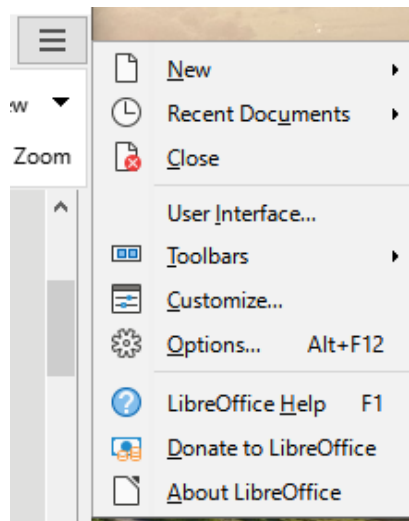 New
ew
Recent Documents
Zoom
Close
User Interface...
Toolbars
Customize...
Options... Alt+F12
LibreOffice Help F1
Donate to LibreOffice
About LibreOffice